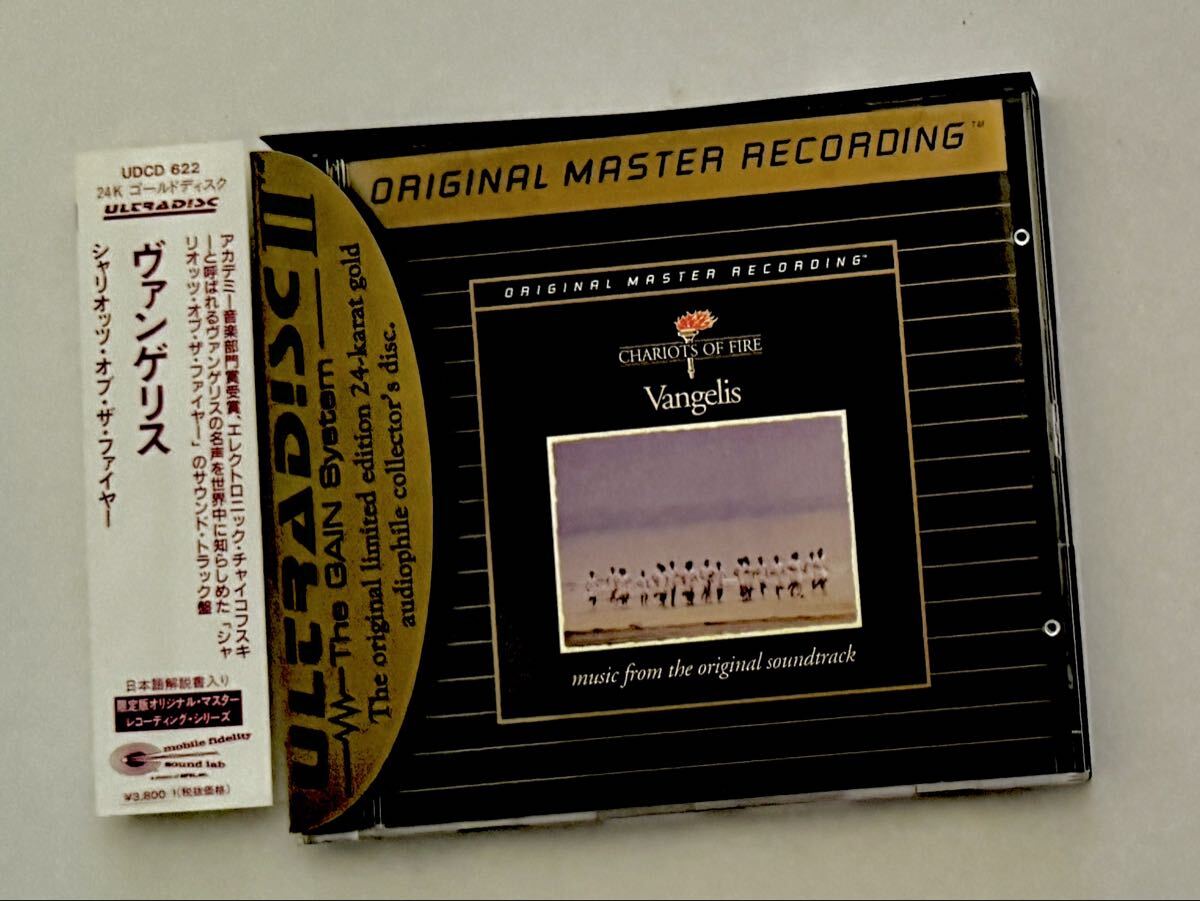 UDCD 622
24K ゴールドディスク
ULTRADISC
アカデミー音楽部門賞受賞、エレクトロニック・チャイコフスキ
ーと呼ばれるヴァンゲリスの名声を世界中に知らしめた「シャ
リオッツ・オブ・ザ・ファイヤー」のサウンド・トラック盤
ヴァンゲリス
シャリオッツ・オブ・ザ・ファイヤー
日本語解説書入り
限定版オリジナル・マスター
レコーディング・シリーズ
mobile fidelity
sound lab
¥3,800 (税抜価格)
ULTRADISC II
The GAIN System
The original limited edition 24-karat gold
audiophile collector's disc.
ORIGINAL MASTER RECORDING™
ORIGINAL MASTER RECORDING™
CHARIOTS OF FIRE
Vangelis
music from the original soundtrack